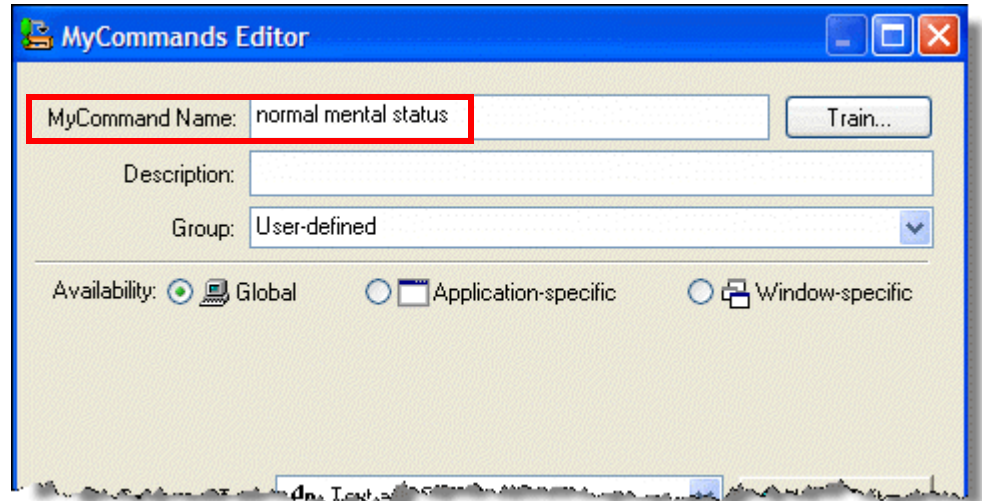 MyCommands Editor
MyCommand Name: normal mental status Train...
Description:
Group: User-defined
Availability: Global Application-specific Window-specific